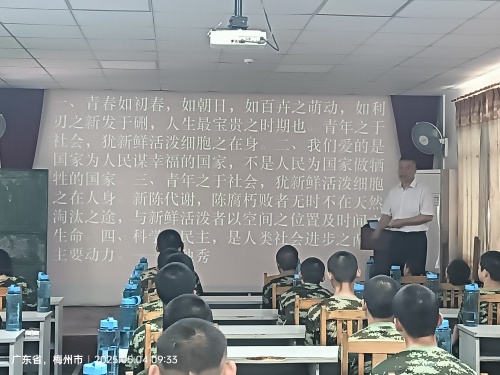 一、青春如初春，如朝日，如百卉之萌动，如利
刃之新发于硎，人生最宝贵之时期也。青年之于
社会，犹新鲜活泼细胞之在身。二、我们爱的是
国家为人民谋幸福的国家，不是人民为国家做牺
牲的国家。三、青年之于社会，犹新鲜活泼细胞
之在人身。新陈代谢，陈腐朽败者无时不在天然
淘汰之途，与新鲜活泼者以空间之位置及时间
生命。四、科学 民主，是人类社会进步之
主要动力。 秀
广东省，梅州市 2025.05.04 09:33